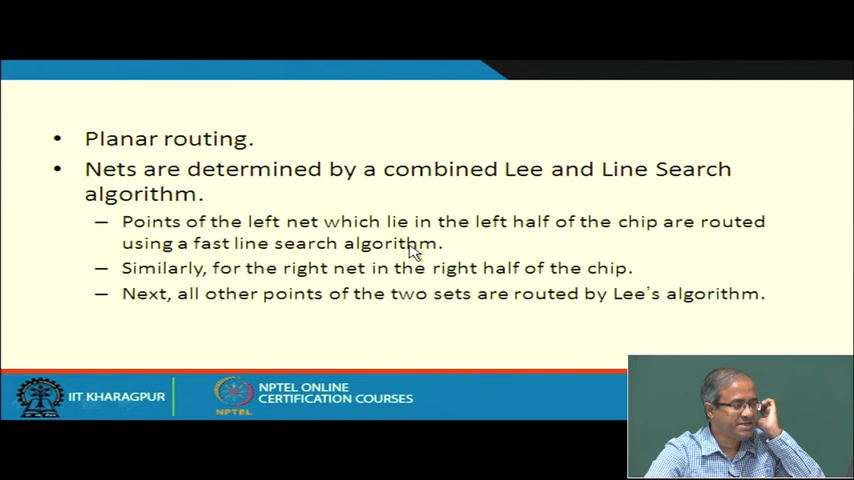 • Planar routing.
• Nets are determined by a combined Lee and Line Search
algorithm.
– Points of the left net which lie in the left half of the chip are routed
using a fast line search algorithm.
– Similarly, for the right net in the right half of the chip.
– Next, all other points of the two sets are routed by Lee's algorithm.
IIT KHARAGPUR
NPTEL
NPTEL ONLINE
CERTIFICATION COURSES